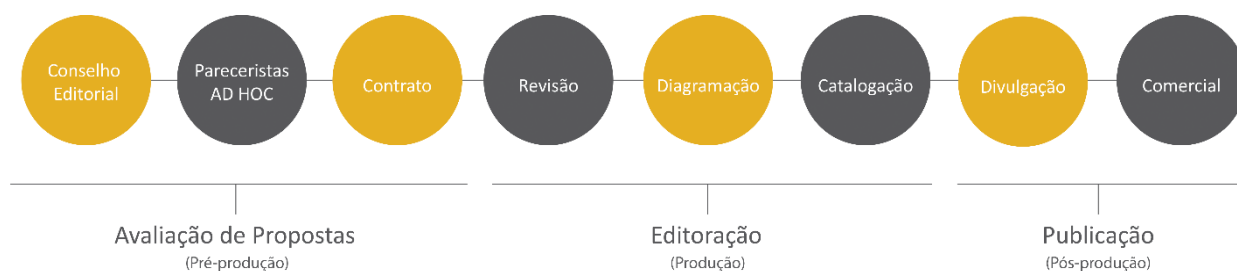 Conselho
Editorial
Pareceristas
AD HOC
Contrato
Revisão
Diagramação
Catalogação
Divulgação
Comercial
Avaliação de Propostas
(Pré-produção)
Editoração
(Produção)
Publicação
(Pós-produção)